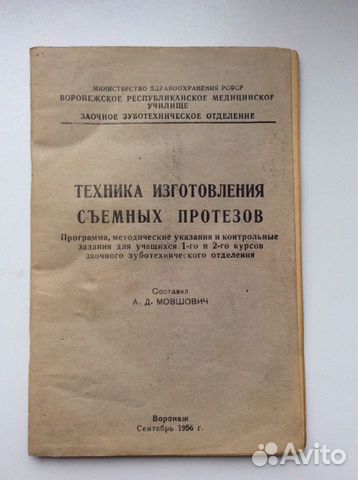 МИНИСТЕРСТВО ЗДРАВООХРАНЕНИЯ РСФСР
ВОРОНЕЖСКОЕ РЕСПУБЛИКАНСКОЕ МЕДИЦИНСКОЕ
УЧИЛИЩЕ
ЗАОЧНОЕ ЗУБОТЕХНИЧЕСКОЕ ОТДЕЛЕНИЕ
ТЕХНИКА ИЗГОТОВЛЕНИЯ
СЪЕМНЫХ ПРОТЕЗОВ
Программа, методические указания и контрольные
задания для учащихся 1-го и 2-го курсов
заочного зуботехнического отделения
Составил
А. Д. МОВШОВИЧ
Воронеж
Сентябрь 1956 г.
Avito